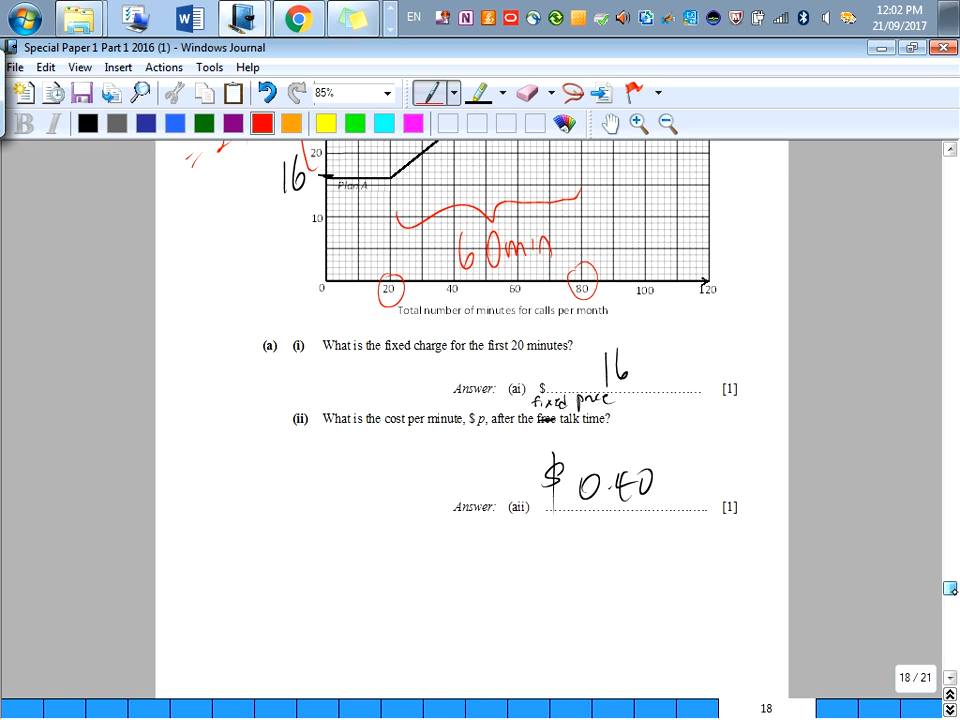 EN
12:02 PM
21/09/2017
Special Paper 1 Part 1 2016 (1) - Windows Journal
File Edit View Insert Actions Tools Help
85%
B I
20
16
Plan A
10
60min
0 20 40 60 80 100 120
Total number of minutes for calls per month
(a) (i) What is the fixed charge for the first 20 minutes?
16
Answer: (ai) $ [1]
fixed price
(ii) What is the cost per minute, $ p, after the free talk time?
$ 0.40
Answer: (aii) [1]
18 / 21
18